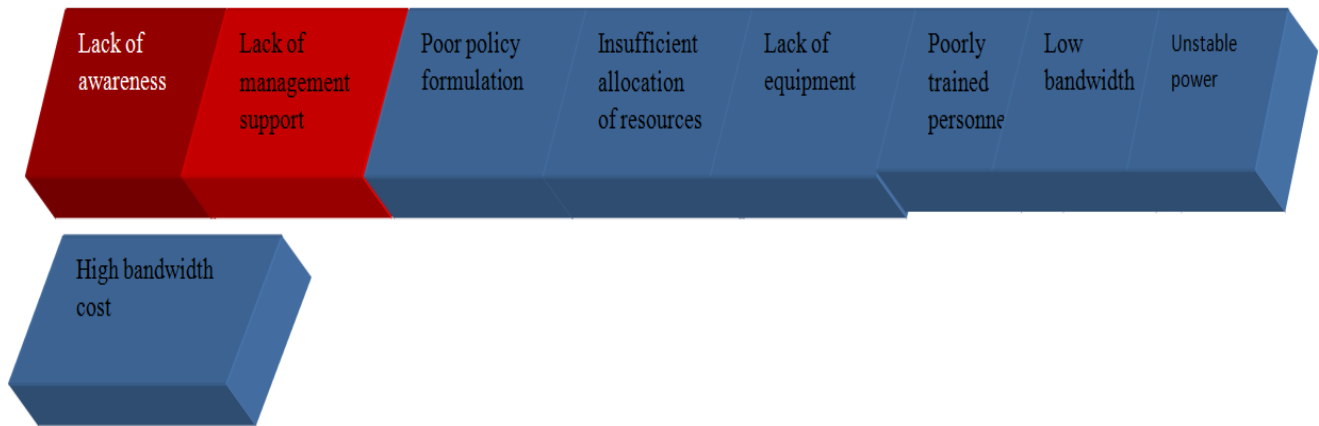 Lack of
awareness
Lack of
management
support
Poor policy
formulation
Insufficient
allocation
of resources
Lack of
equipment
Poorly
trained
personne
Low
bandwidth
Unstable
power
High bandwidth
cost